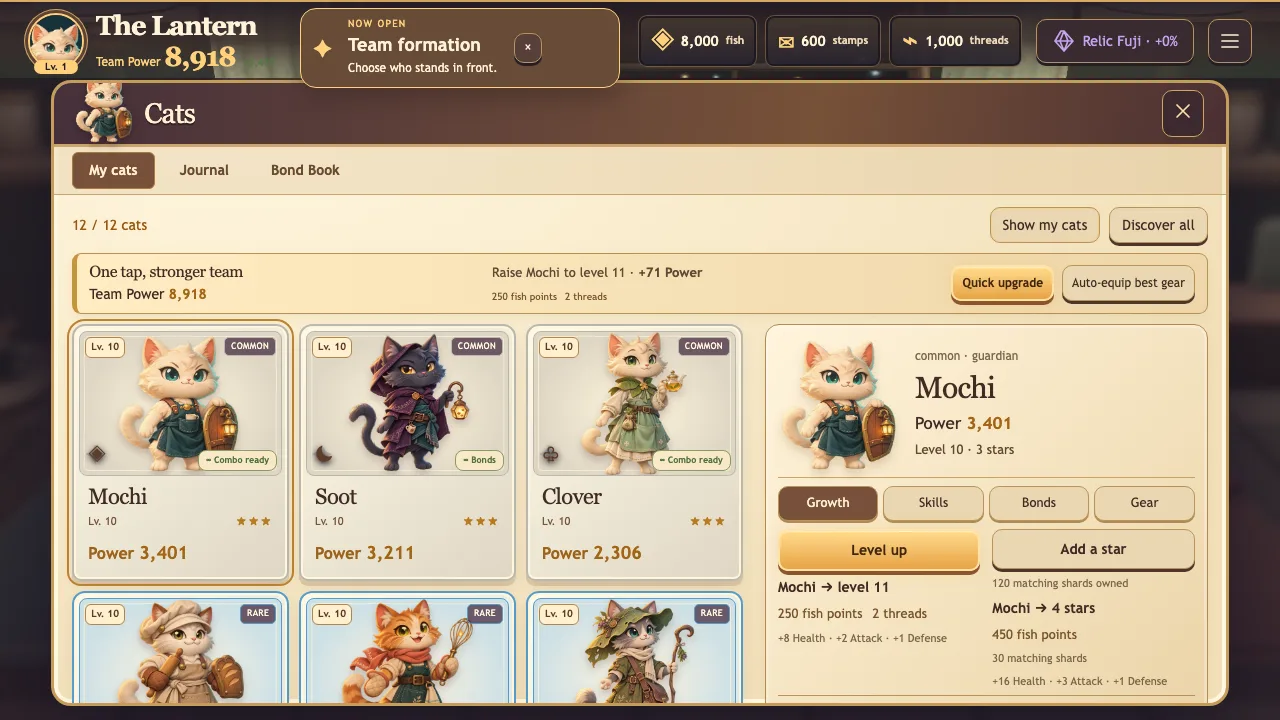 The Lantern
Lv. 1
Team Power 8,918
NOW OPEN
Team formation
Choose who stands in front.
8,000 fish
600 stamps
1,000 threads
Relic Fuji · +0%
Cats
My cats
Journal
Bond Book
12 / 12 cats
Show my cats
Discover all
One tap, stronger team
Team Power 8,918
Raise Mochi to level 11 · +71 Power
250 fish points 2 threads
Quick upgrade
Auto-equip best gear
Lv. 10
COMMON
Combo ready
Mochi
Lv. 10
Power 3,401
Lv. 10
COMMON
Bonds
Soot
Lv. 10
Power 3,211
Lv. 10
COMMON
Combo ready
Clover
Lv. 10
Power 2,306
Lv. 10
RARE
Lv. 10
RARE
Lv. 10
RARE
common · guardian
Mochi
Power 3,401
Level 10 · 3 stars
Growth
Skills
Bonds
Gear
Level up
Mochi → level 11
250 fish points 2 threads
+8 Health · +2 Attack · +1 Defense
Add a star
120 matching shards owned
Mochi → 4 stars
450 fish points
30 matching shards
+16 Health · +3 Attack · +1 Defense